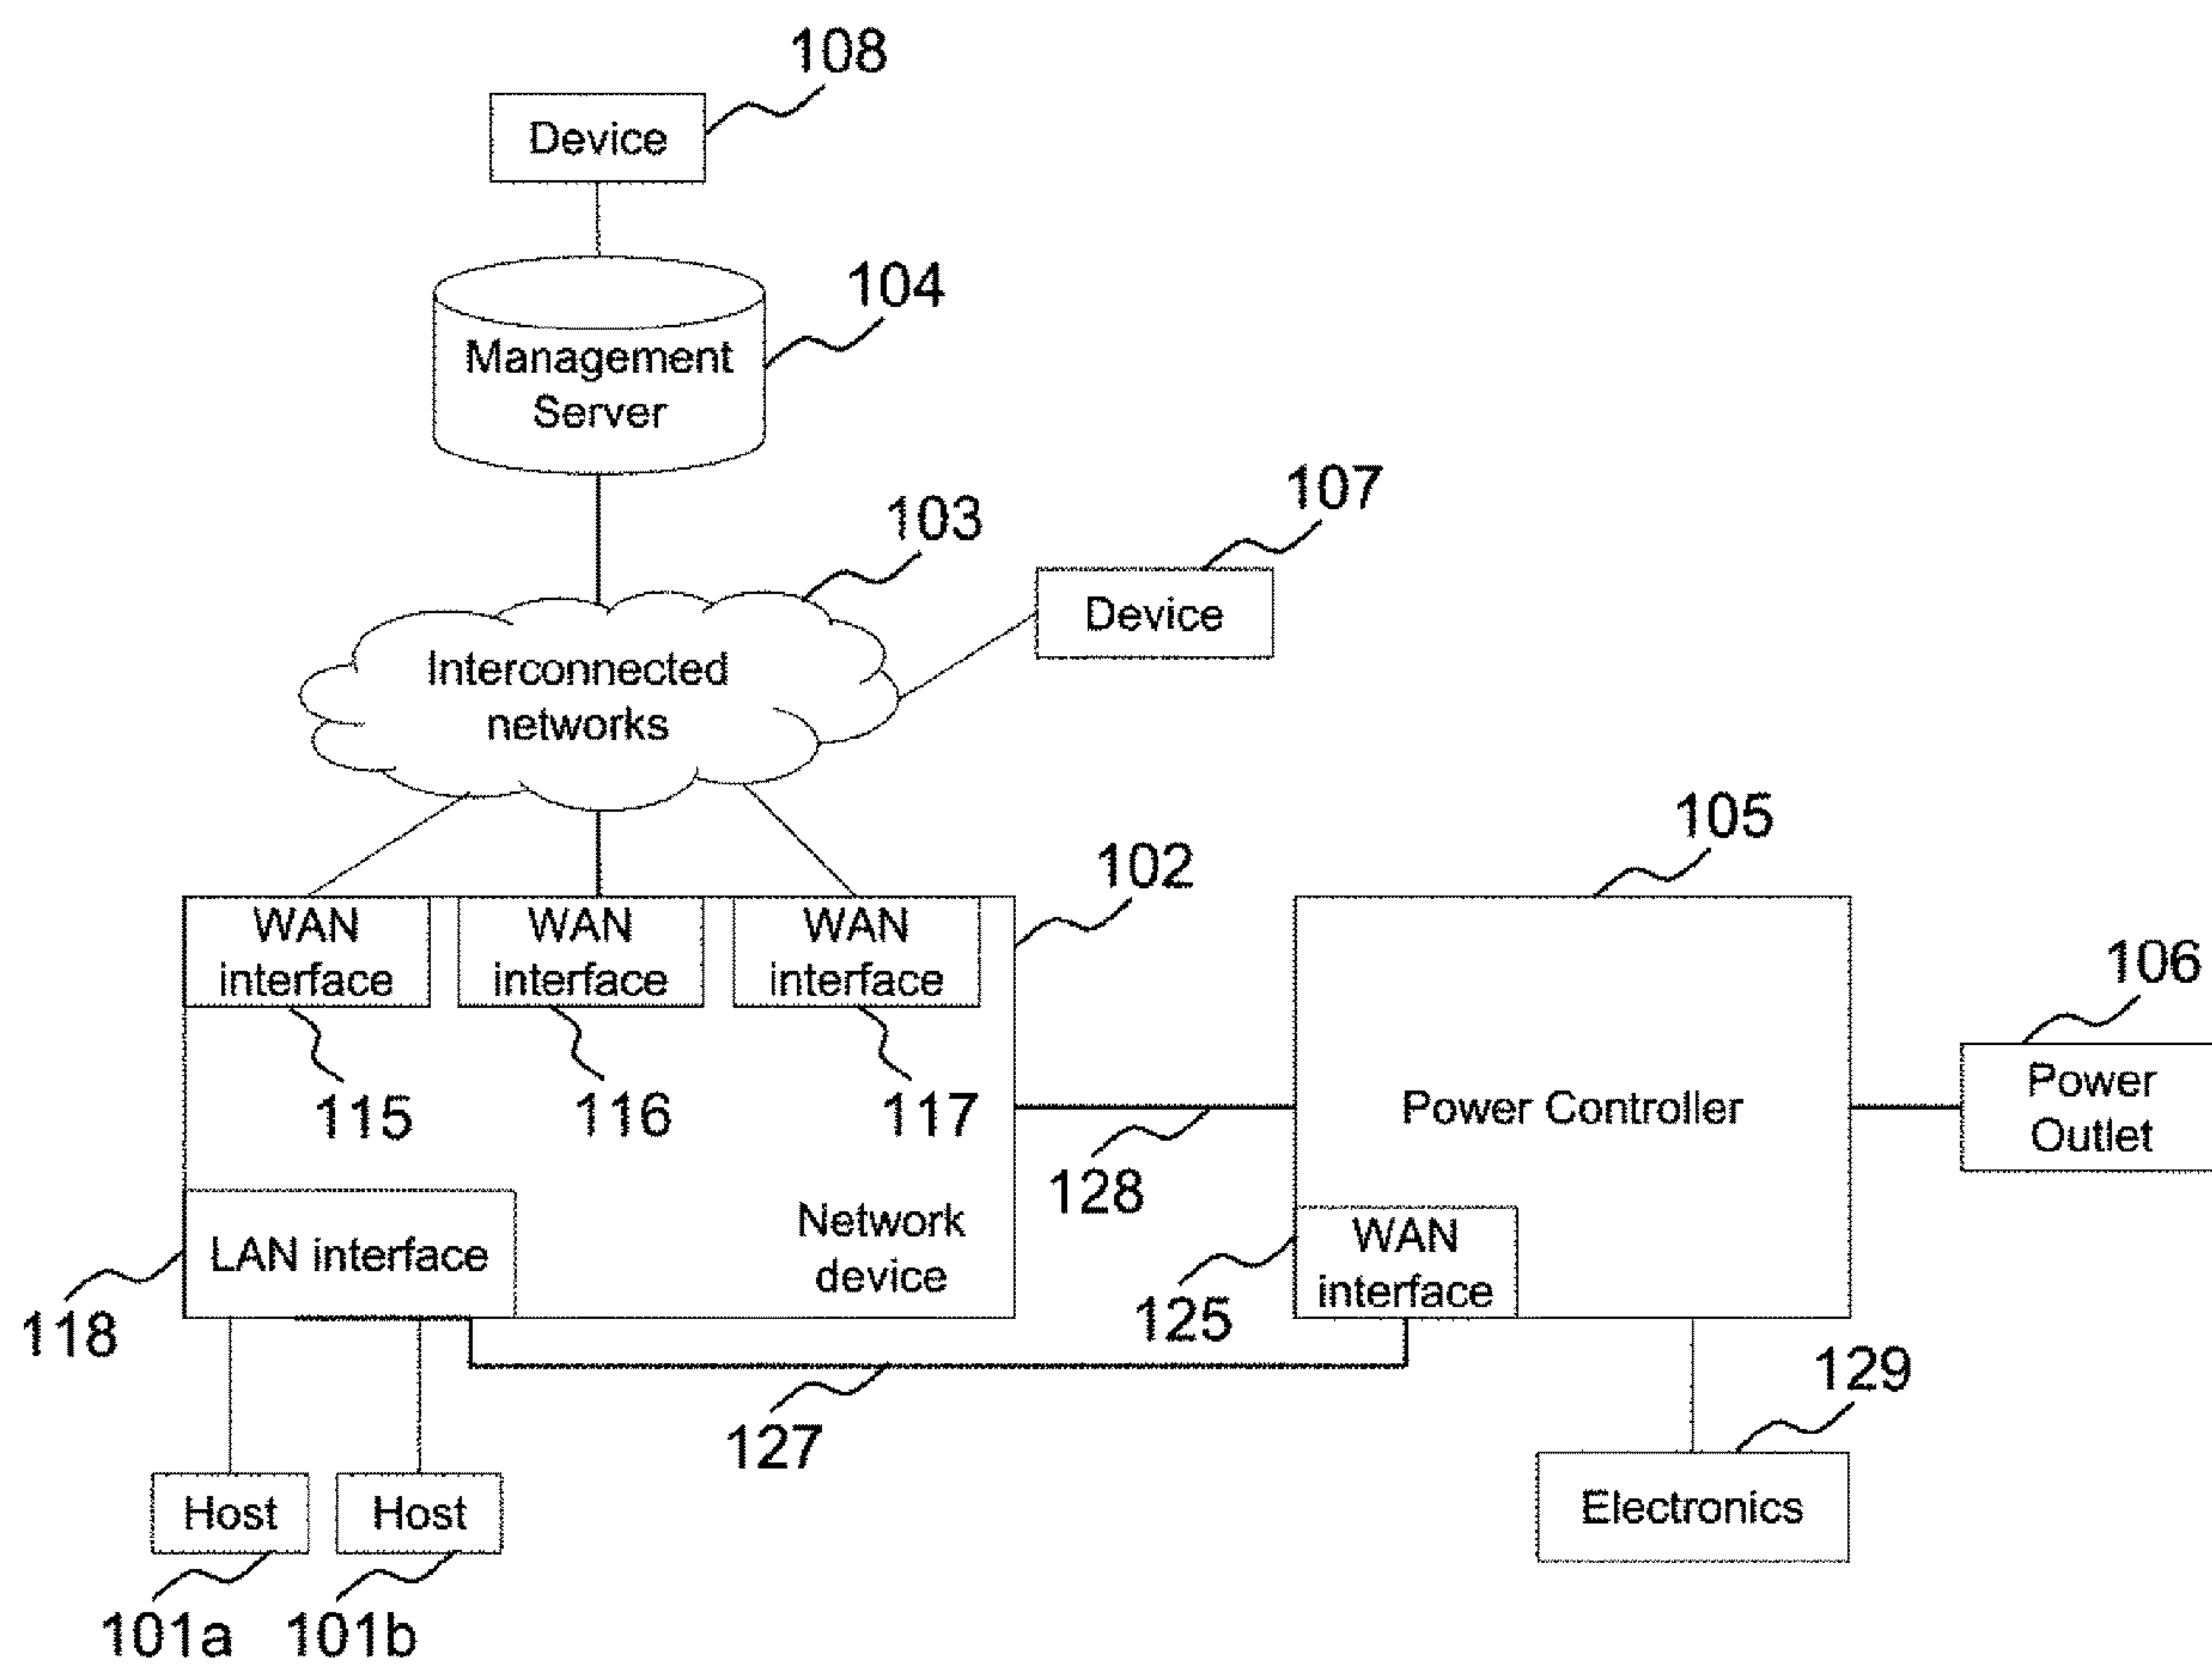 108
Device
104
Management
Server
107
103
Device
Interconnected
networks
105
102
106
WAN
interface
WAN
interface
WAN
interface
Power
Outlet
115
116
117
Power Controller
128
Network
device
LAN interface
WAN
interface
125
118
129
127
Host
Host
Electronics
101a
101b